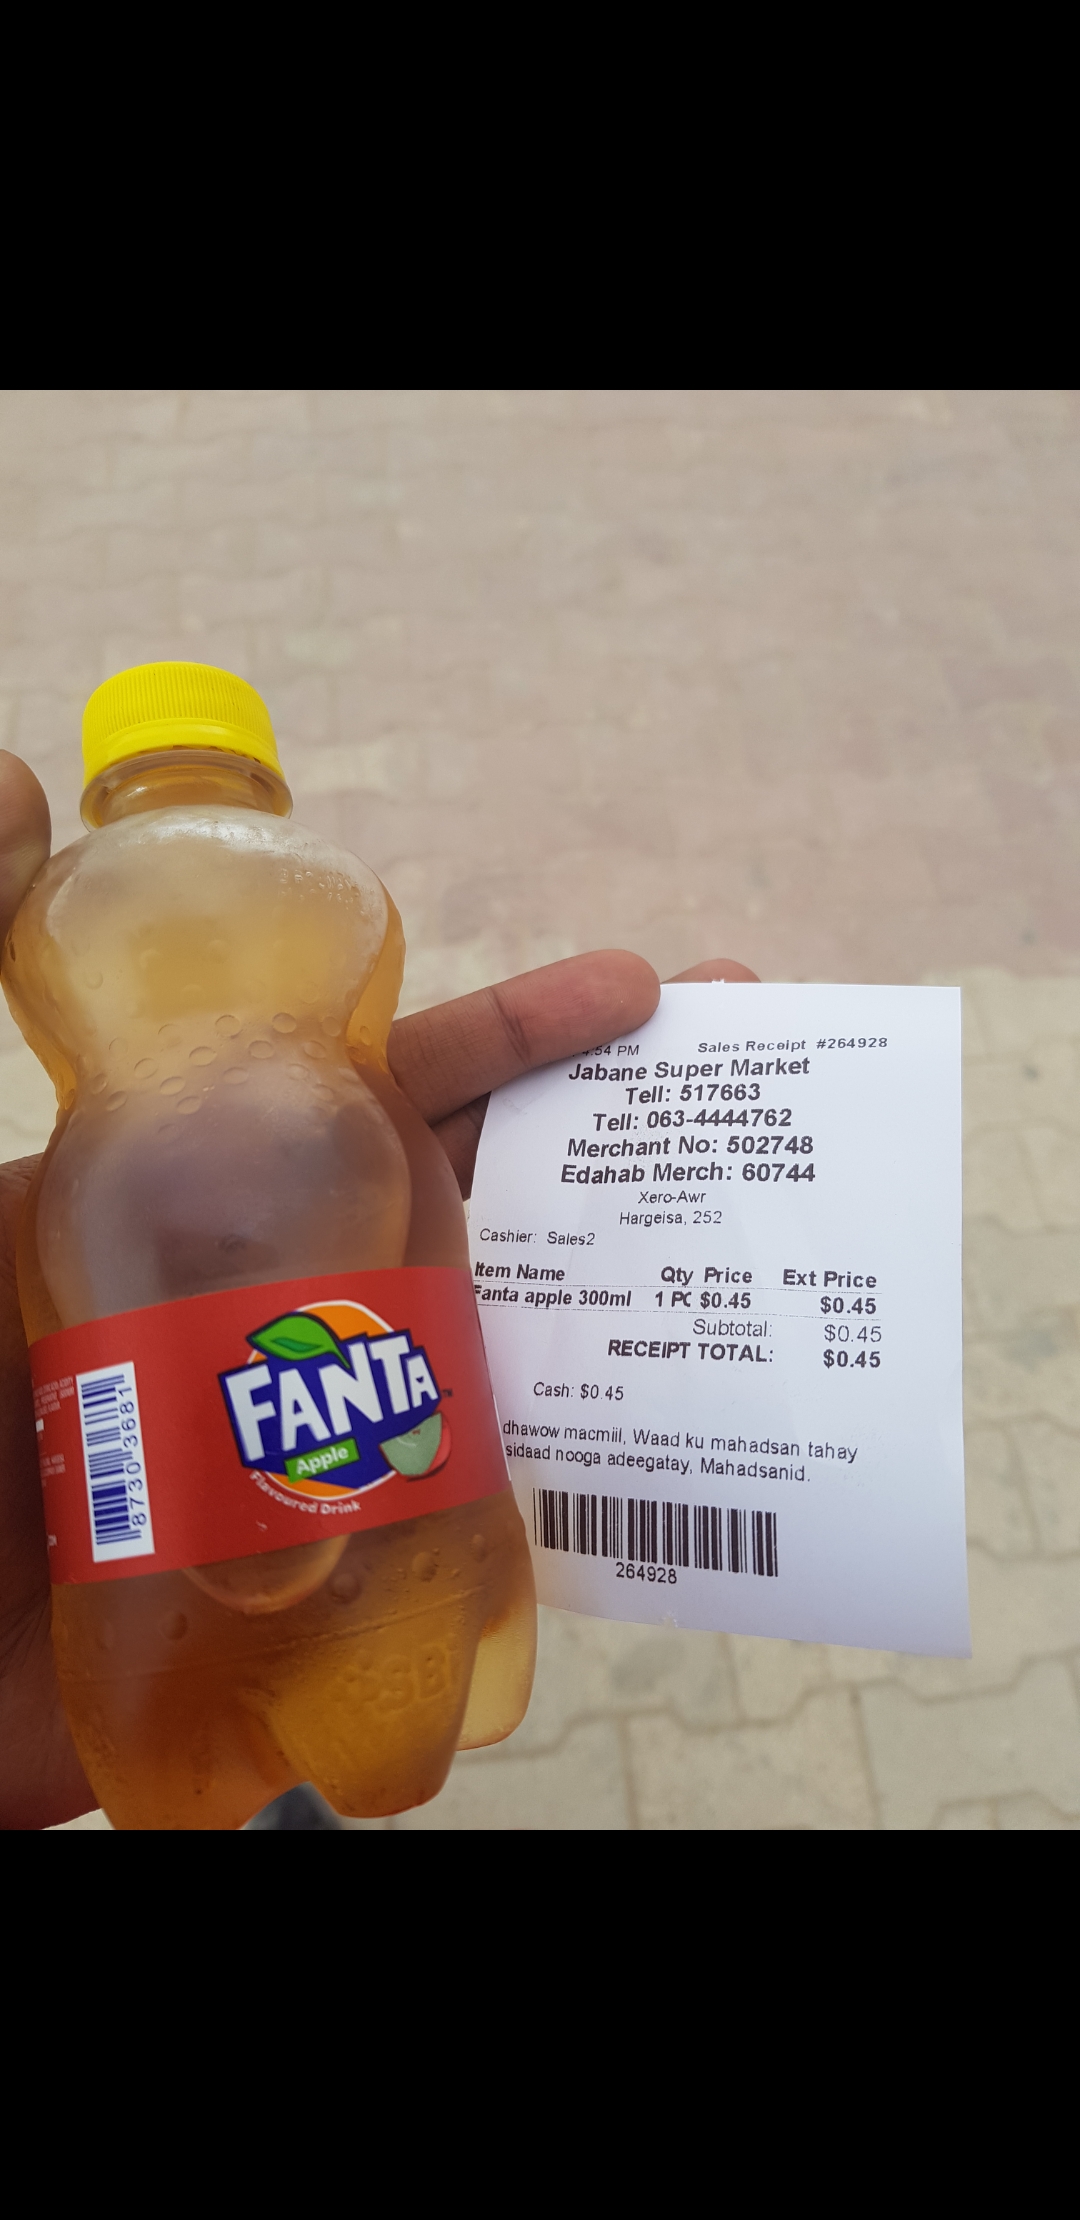 FANTA
Apple
Flavoured Drink
8730 3681
SBI
:54 PM Sales Receipt #264928
Jabane Super Market
Tell: 517663
Tell: 063-4444762
Merchant No: 502748
Edahab Merch: 60744
Xero-Awr
Hargeisa, 252
Cashier: Sales2
Item Name Qty Price Ext Price
Fanta apple 300ml 1 PC $0.45 $0.45
Subtotal: $0.45
RECEIPT TOTAL: $0.45
Cash: $0.45
dhawow macmiil, Waad ku mahadsan tahay
sidaad nooga adeegatay, Mahadsanid.
264928